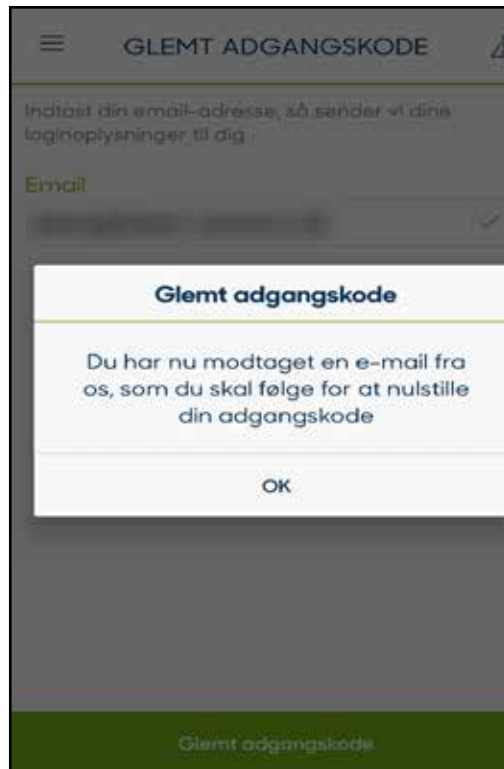 GLEMT ADGANGSKODE
Indtast din email-adresse, så sender vi dine
loginoplysninger til dig
Email
Glemt adgangskode
Du har nu modtaget en e-mail fra
os, som du skal følge for at nulstille
din adgangskode
OK
Glemt adgangskode